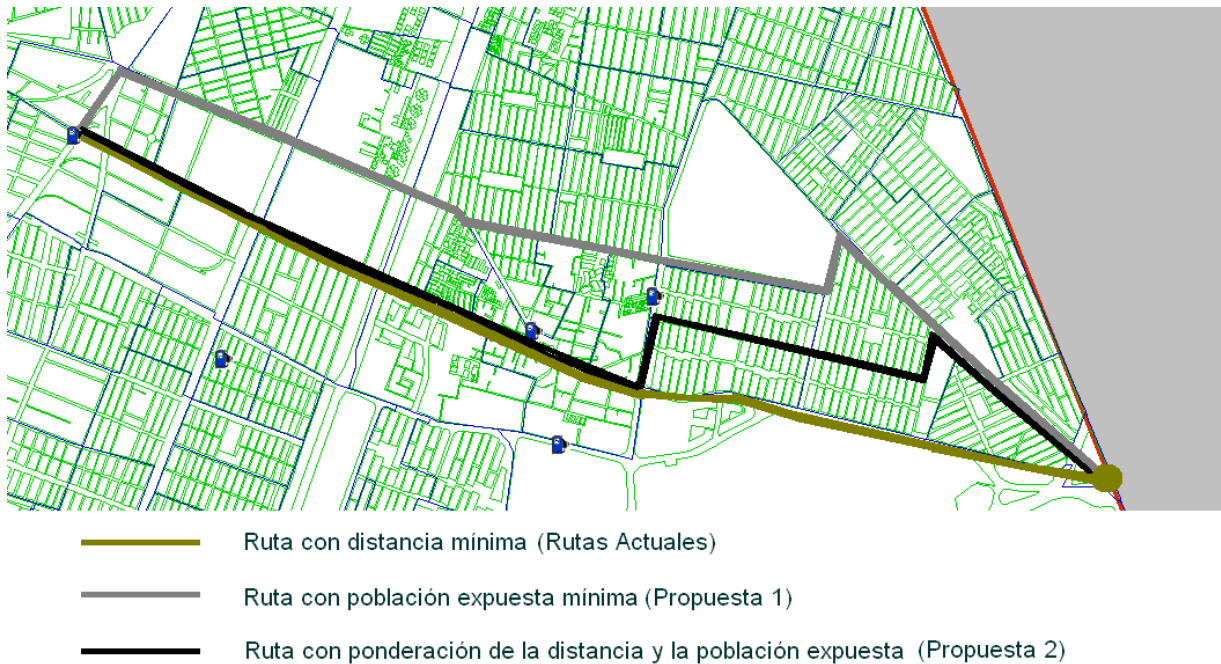 Ruta con distancia mínima (Rutas Actuales)
Ruta con población expuesta mínima (Propuesta 1)
Ruta con ponderación de la distancia y la población expuesta (Propuesta 2)